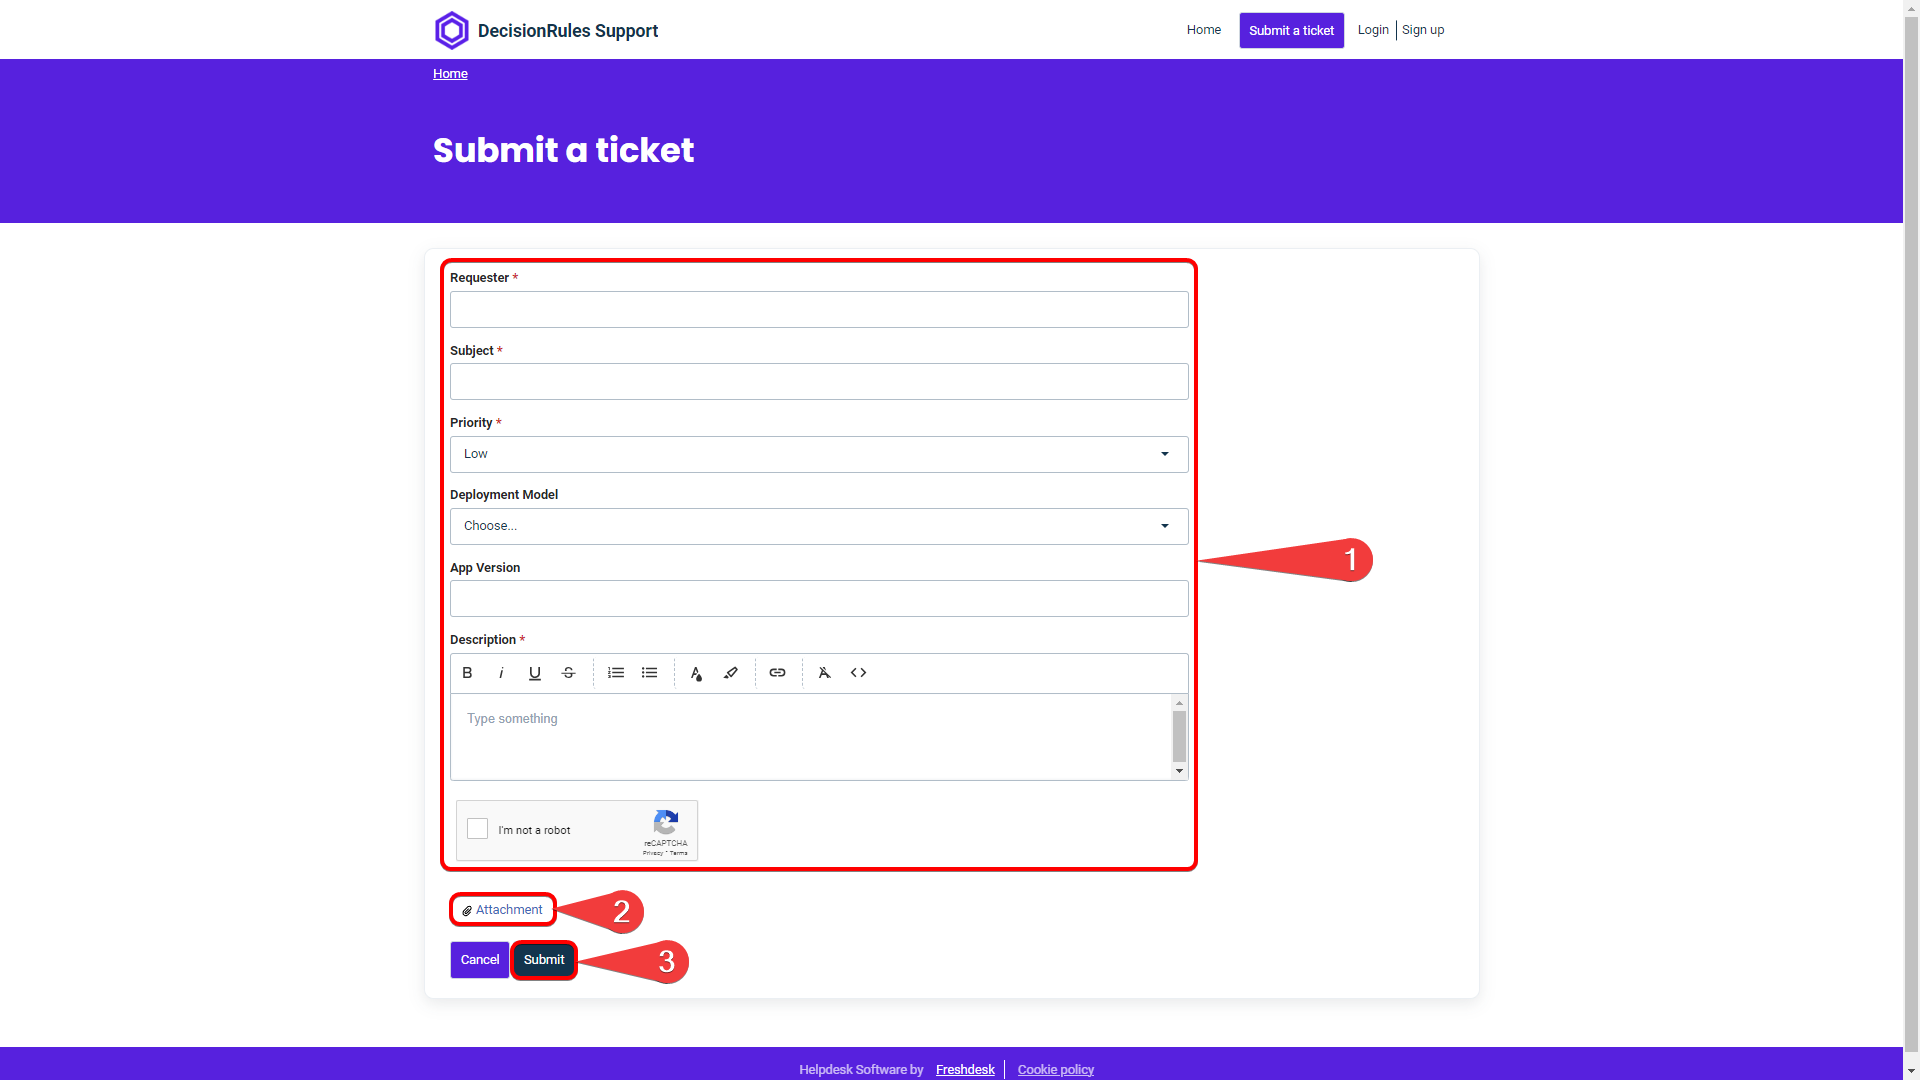 DecisionRules Support
Home
Submit a ticket
Login
Sign up
Home
Submit a ticket
Requester *
Subject *
Priority *
Low
Deployment Model
Choose...
1
App Version
Description *
Type something
I'm not a robot
reCAPTCHA
Privacy - Terms
Attachment
2
Cancel
Submit
3
Helpdesk Software by Freshdesk
Cookie policy